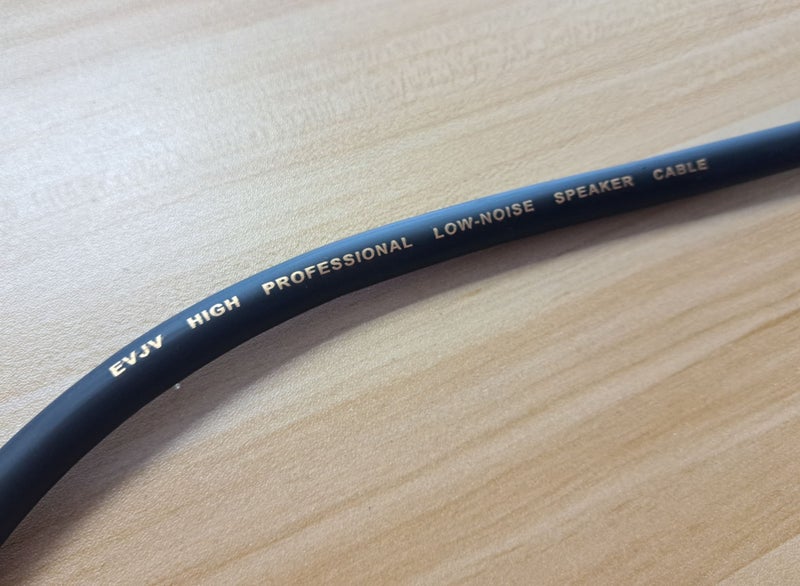 EVJV HIGH PROFESSIONAL LOW-NOISE SPEAKER CABLE